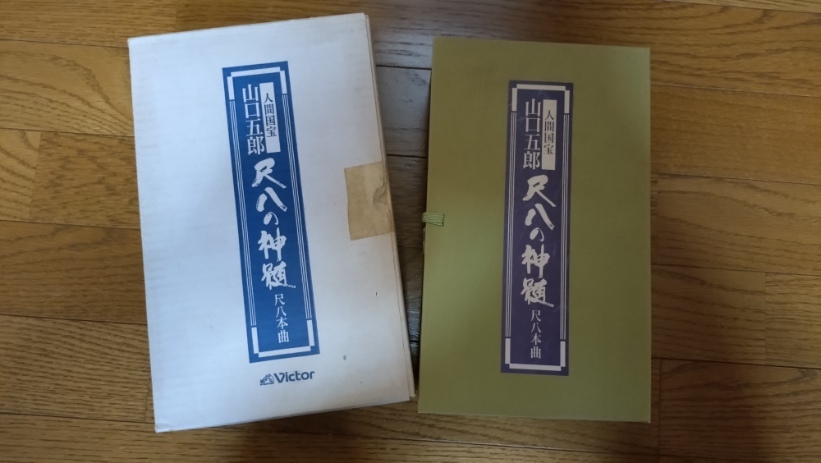 人間国宝
山口五郎
尺八の神髄
尺八本曲
Victor
人間国宝
山口五郎
尺八の神髄
尺八本曲